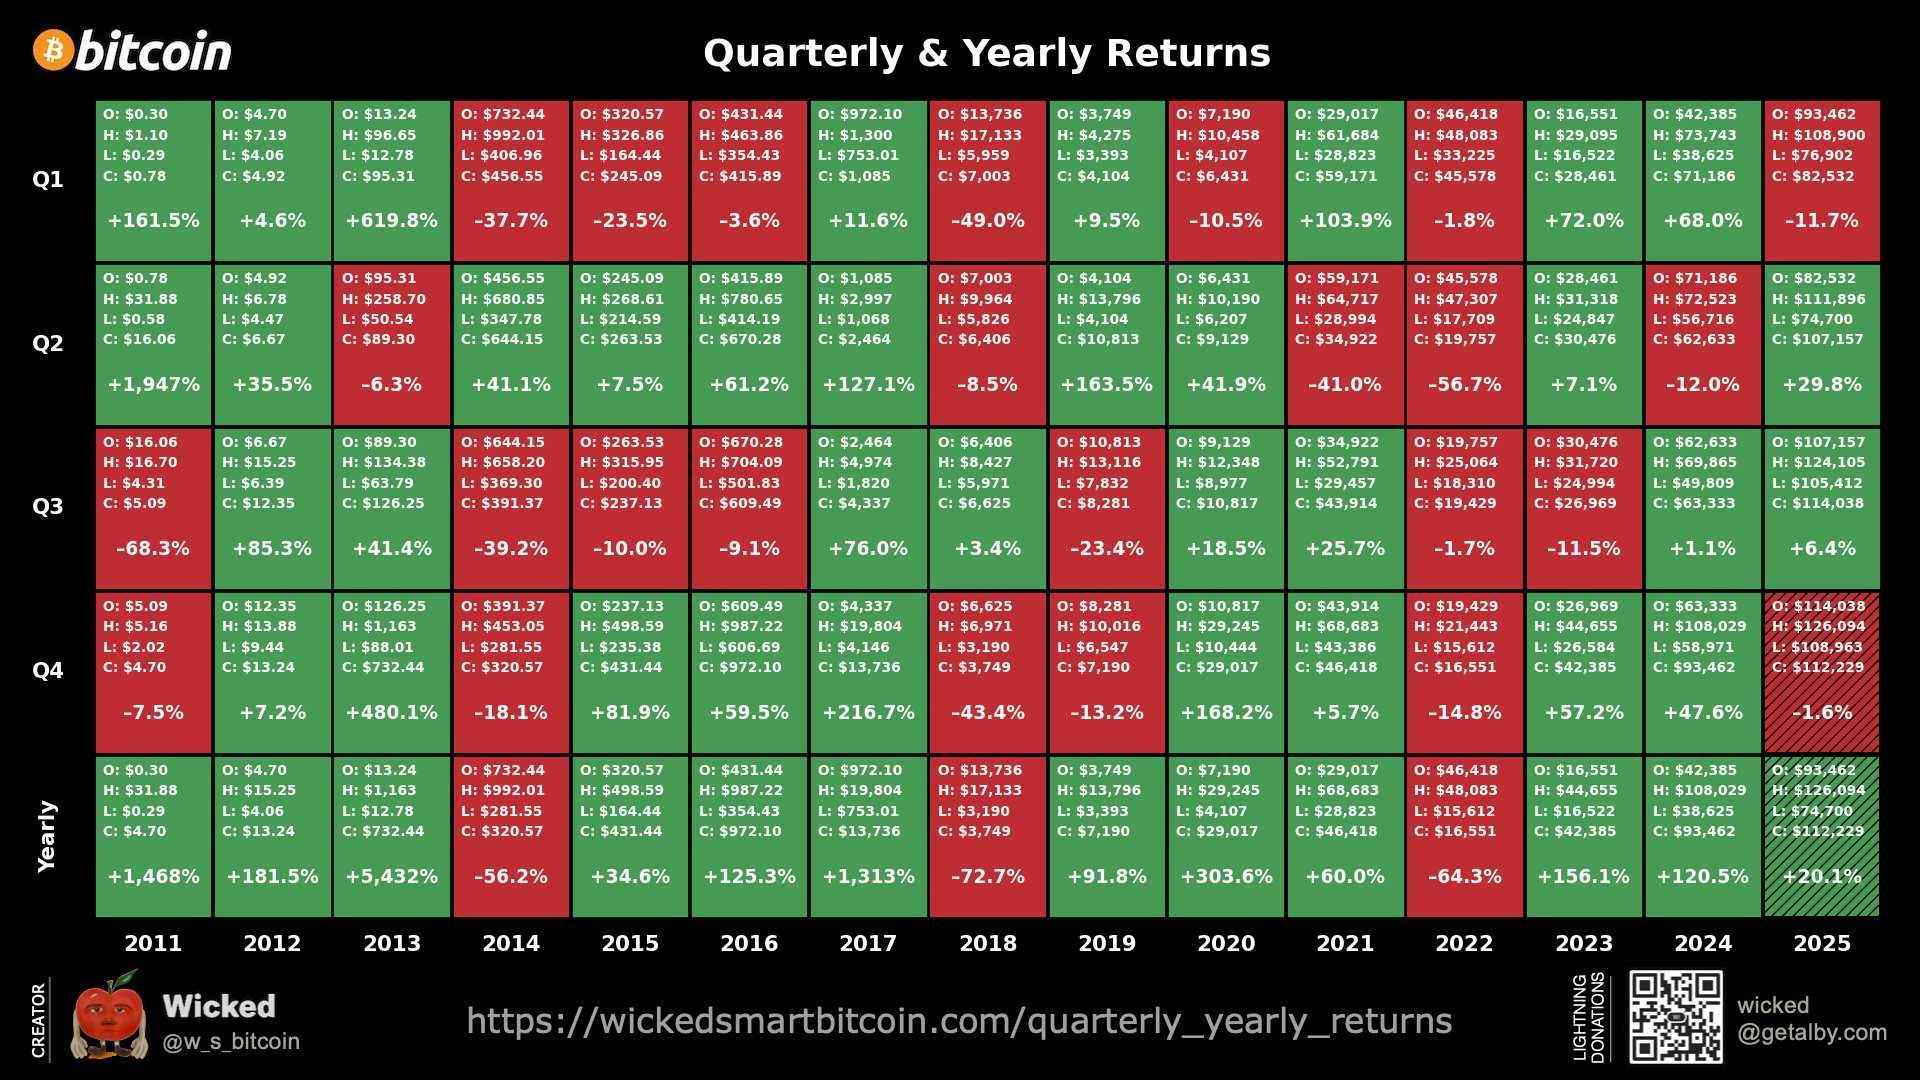 bitcoin
Quarterly & Yearly Returns
Q1
O: $0.30
H: $1.10
L: $0.29
C: $0.78
+161.5%
O: $4.70
H: $7.19
L: $4.06
C: $4.92
+4.6%
O: $13.24
H: $96.65
L: $12.78
C: $95.31
+619.8%
O: $732.44
H: $992.01
L: $406.96
C: $456.55
–37.7%
O: $320.57
H: $326.86
L: $164.44
C: $245.09
–23.5%
O: $431.44
H: $463.86
L: $354.43
C: $415.89
–3.6%
O: $972.10
H: $1,300
L: $753.01
C: $1,085
+11.6%
O: $13,736
H: $17,133
L: $5,959
C: $7,003
–49.0%
O: $3,749
H: $4,275
L: $3,393
C: $4,104
+9.5%
O: $7,190
H: $10,458
L: $4,107
C: $6,431
–10.5%
O: $29,017
H: $61,684
L: $28,823
C: $59,171
+103.9%
O: $46,418
H: $48,083
L: $33,225
C: $45,578
–1.8%
O: $16,551
H: $29,095
L: $16,522
C: $28,461
+72.0%
O: $42,385
H: $73,743
L: $38,625
C: $71,186
+68.0%
O: $93,462
H: $108,900
L: $76,902
C: $82,532
–11.7%
Q2
O: $0.78
H: $31.88
L: $0.58
C: $16.06
+1,947%
O: $4.92
H: $6.78
L: $4.47
C: $6.67
+35.5%
O: $95.31
H: $258.70
L: $50.54
C: $89.30
–6.3%
O: $456.55
H: $680.85
L: $347.78
C: $644.15
+41.1%
O: $245.09
H: $268.61
L: $214.59
C: $263.53
+7.5%
O: $415.89
H: $780.65
L: $414.19
C: $670.28
+61.2%
O: $1,085
H: $2,997
L: $1,068
C: $2,464
+127.1%
O: $7,003
H: $9,964
L: $5,826
C: $6,406
–8.5%
O: $4,104
H: $13,796
L: $4,104
C: $10,813
+163.5%
O: $6,431
H: $10,190
L: $6,207
C: $9,129
+41.9%
O: $59,171
H: $64,717
L: $28,994
C: $34,922
–41.0%
O: $45,578
H: $47,307
L: $17,709
C: $19,757
–56.7%
O: $28,461
H: $31,318
L: $24,847
C: $30,476
+7.1%
O: $71,186
H: $72,523
L: $56,716
C: $62,633
–12.0%
O: $82,532
H: $111,896
L: $74,700
C: $107,157
+29.8%
Q3
O: $16.06
H: $16.70
L: $4.31
C: $5.09
–68.3%
O: $6.67
H: $15.25
L: $6.39
C: $12.35
+85.3%
O: $89.30
H: $134.38
L: $63.79
C: $126.25
+41.4%
O: $644.15
H: $658.20
L: $369.30
C: $391.37
–39.2%
O: $263.53
H: $315.95
L: $200.40
C: $237.13
–10.0%
O: $670.28
H: $704.09
L: $501.83
C: $609.49
–9.1%
O: $2,464
H: $4,974
L: $1,820
C: $4,337
+76.0%
O: $6,406
H: $8,427
L: $5,971
C: $6,625
+3.4%
O: $10,813
H: $13,116
L: $7,832
C: $8,281
–23.4%
O: $9,129
H: $12,348
L: $8,977
C: $10,817
+18.5%
O: $34,922
H: $52,791
L: $29,457
C: $43,914
+25.7%
O: $19,757
H: $25,064
L: $18,310
C: $19,429
–1.7%
O: $30,476
H: $31,720
L: $24,994
C: $26,969
–11.5%
O: $62,633
H: $69,865
L: $49,809
C: $63,333
+1.1%
O: $107,157
H: $124,105
L: $105,412
C: $114,038
+6.4%
Q4
O: $5.09
H: $5.16
L: $2.02
C: $4.70
–7.5%
O: $12.35
H: $13.88
L: $9.44
C: $13.24
+7.2%
O: $126.25
H: $1,163
L: $88.01
C: $732.44
+480.1%
O: $391.37
H: $453.05
L: $281.55
C: $320.57
–18.1%
O: $237.13
H: $498.59
L: $235.38
C: $431.44
+81.9%
O: $609.49
H: $987.22
L: $606.69
C: $972.10
+59.5%
O: $4,337
H: $19,804
L: $4,146
C: $13,736
+216.7%
O: $6,625
H: $6,971
L: $3,190
C: $3,749
–43.4%
O: $8,281
H: $10,016
L: $6,547
C: $7,190
–13.2%
O: $10,817
H: $29,245
L: $10,444
C: $29,017
+168.2%
O: $43,914
H: $68,683
L: $43,386
C: $46,418
+5.7%
O: $19,429
H: $21,443
L: $15,612
C: $16,551
–14.8%
O: $26,969
H: $44,655
L: $26,584
C: $42,385
+57.2%
O: $63,333
H: $108,029
L: $58,971
C: $93,462
+47.6%
O: $114,038
H: $126,094
L: $108,963
C: $112,229
–1.6%
Yearly
O: $0.30
H: $31.88
L: $0.29
C: $4.70
+1,468%
O: $4.70
H: $15.25
L: $4.06
C: $13.24
+181.5%
O: $13.24
H: $1,163
L: $12.78
C: $732.44
+5,432%
O: $732.44
H: $992.01
L: $281.55
C: $320.57
–56.2%
O: $320.57
H: $498.59
L: $164.44
C: $431.44
+34.6%
O: $431.44
H: $987.22
L: $354.43
C: $972.10
+125.3%
O: $972.10
H: $19,804
L: $753.01
C: $13,736
+1,313%
O: $13,736
H: $17,133
L: $3,190
C: $3,749
–72.7%
O: $3,749
H: $13,796
L: $3,393
C: $7,190
+91.8%
O: $7,190
H: $29,245
L: $4,107
C: $29,017
+303.6%
O: $29,017
H: $68,683
L: $28,823
C: $46,418
+60.0%
O: $46,418
H: $48,083
L: $15,612
C: $16,551
–64.3%
O: $16,551
H: $44,655
L: $16,522
C: $42,385
+156.1%
O: $42,385
H: $108,029
L: $38,625
C: $93,462
+120.5%
O: $93,462
H: $126,094
L: $74,700
C: $112,229
+20.1%
2011 2012 2013 2014 2015 2016 2017 2018 2019 2020 2021 2022 2023 2024 2025
CREATOR
Wicked
@w_s_bitcoin
https://wickedsmartbitcoin.com/quarterly_yearly_returns
LIGHTNING
DONATIONS
wicked
@getalby.com